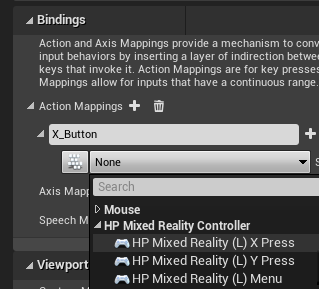 Bindings
Action and Axis Mappings provide a mechanism to conv
input behaviors by inserting a layer of indirection betwe
keys that invoke it. Action Mappings are for key presses
Mappings allow for inputs that have a continuous range.
Action Mappings
X_Button
None
S
Search
Axis Mapp
Mouse
HP Mixed Reality Controller
Speech M
HP Mixed Reality (L) X Press
HP Mixed Reality (L) Y Press
Viewport
HP Mixed Reality (L) Menu